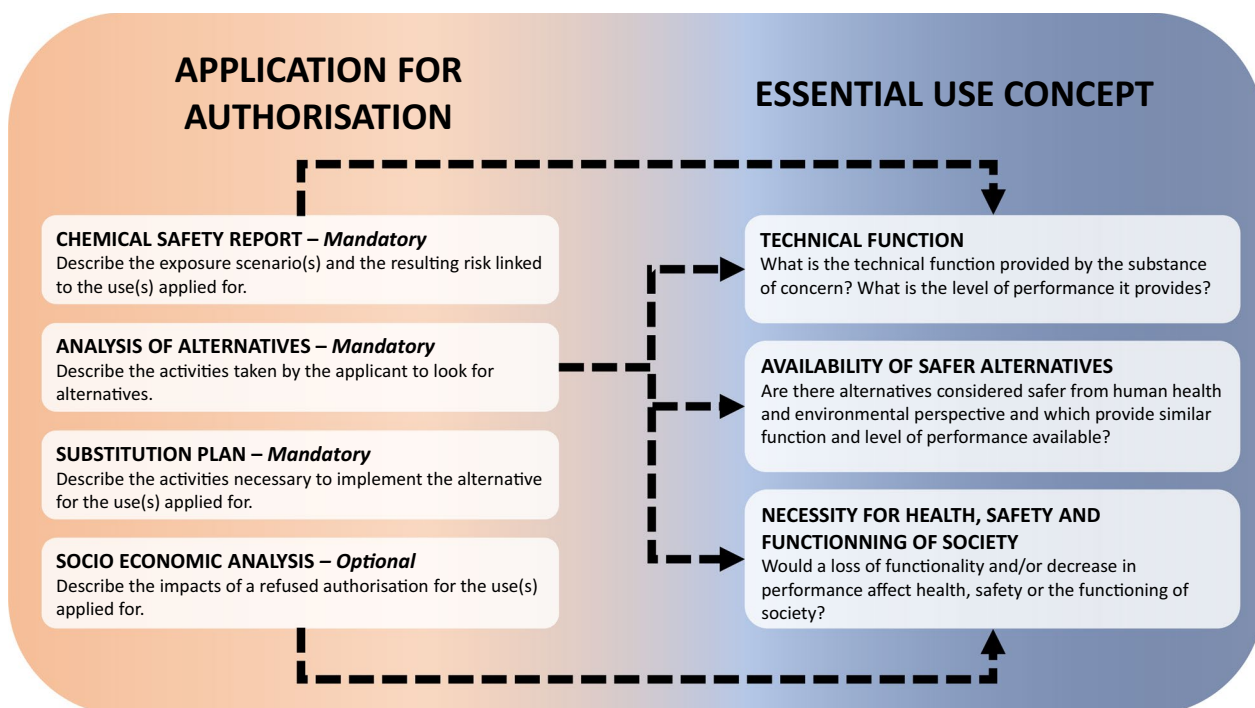 APPLICATION FOR
AUTHORISATION
CHEMICAL SAFETY REPORT – Mandatory
Describe the exposure scenario(s) and the resulting risk linked
to the use(s) applied for.
ANALYSIS OF ALTERNATIVES – Mandatory
Describe the activities taken by the applicant to look for
alternatives.
SUBSTITUTION PLAN – Mandatory
Describe the activities necessary to implement the alternative
for the use(s) applied for.
SOCIO ECONOMIC ANALYSIS – Optional
Describe the impacts of a refused authorisation for the use(s)
applied for.
ESSENTIAL USE CONCEPT
TECHNICAL FUNCTION
What is the technical function provided by the substance
of concern? What is the level of performance it provides?
AVAILABILITY OF SAFER ALTERNATIVES
Are there alternatives considered safer from human health
and environmental perspective and which provide similar
function and level of performance available?
NECESSITY FOR HEALTH, SAFETY AND
FUNCTIONNING OF SOCIETY
Would a loss of functionality and/or decrease in
performance affect health, safety or the functioning of
society?